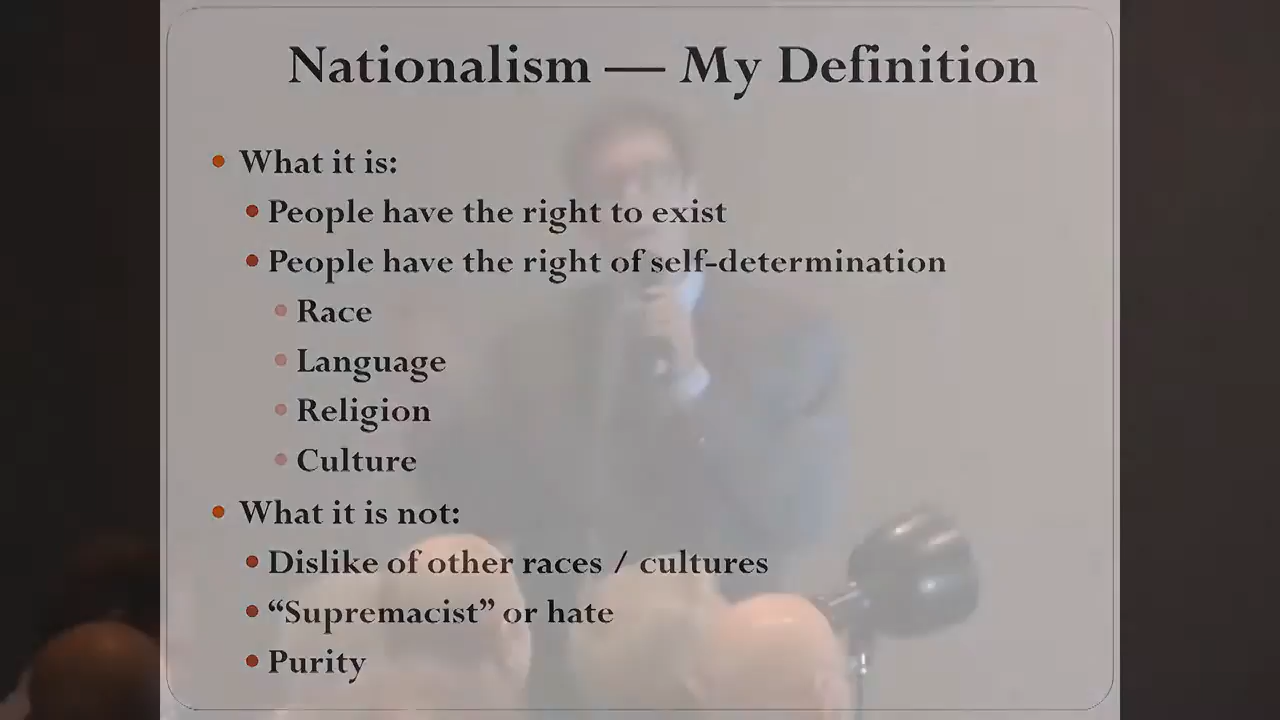 Nationalism — My Definition
What it is:
People have the right to exist
People have the right of self-determination
Race
Language
Religion
Culture
What it is not:
Dislike of other races / cultures
“Supremacist” or hate
Purity